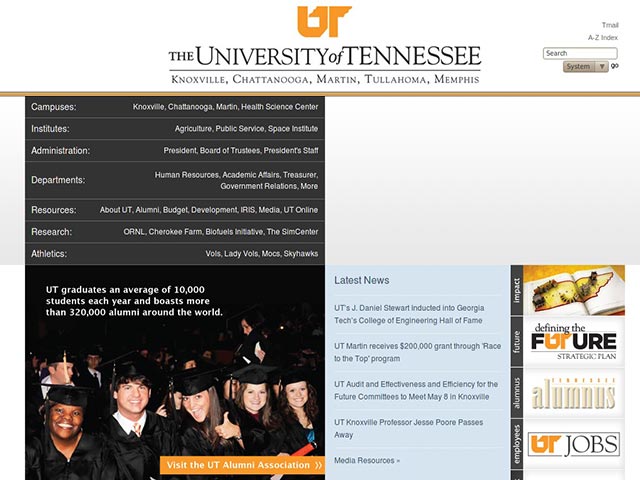 UT
THE UNIVERSITY of TENNESSEE
KNOXVILLE, CHATTANOOGA, MARTIN, TULLAHOMA, MEMPHIS
Tmail
A-Z Index
Search
System
go
Campuses: Knoxville, Chattanooga, Martin, Health Science Center
Institutes: Agriculture, Public Service, Space Institute
Administration: President, Board of Trustees, President's Staff
Departments: Human Resources, Academic Affairs, Treasurer,
Government Relations, More
Resources: About UT, Alumni, Budget, Development, IRIS, Media, UT Online
Research: ORNL, Cherokee Farm, Biofuels Initiative, The SimCenter
Athletics: Vols, Lady Vols, Mocs, Skyhawks
UT graduates an average of 10,000
students each year and boasts more
than 320,000 alumni around the world.
Visit the UT Alumni Association »
Latest News
UT's J. Daniel Stewart Inducted into Georgia
Tech's College of Engineering Hall of Fame
UT Martin receives $200,000 grant through 'Race
to the Top' program
UT Audit and Effectiveness and Efficiency for the
Future Committees to Meet May 8 in Knoxville
UT Knoxville Professor Jesse Poore Passes
Away
Media Resources »
impact
future
defining the
FUTURE
STRATEGIC PLAN
alumnus
TENNESSEE
alumnus
employees
UT JOBS